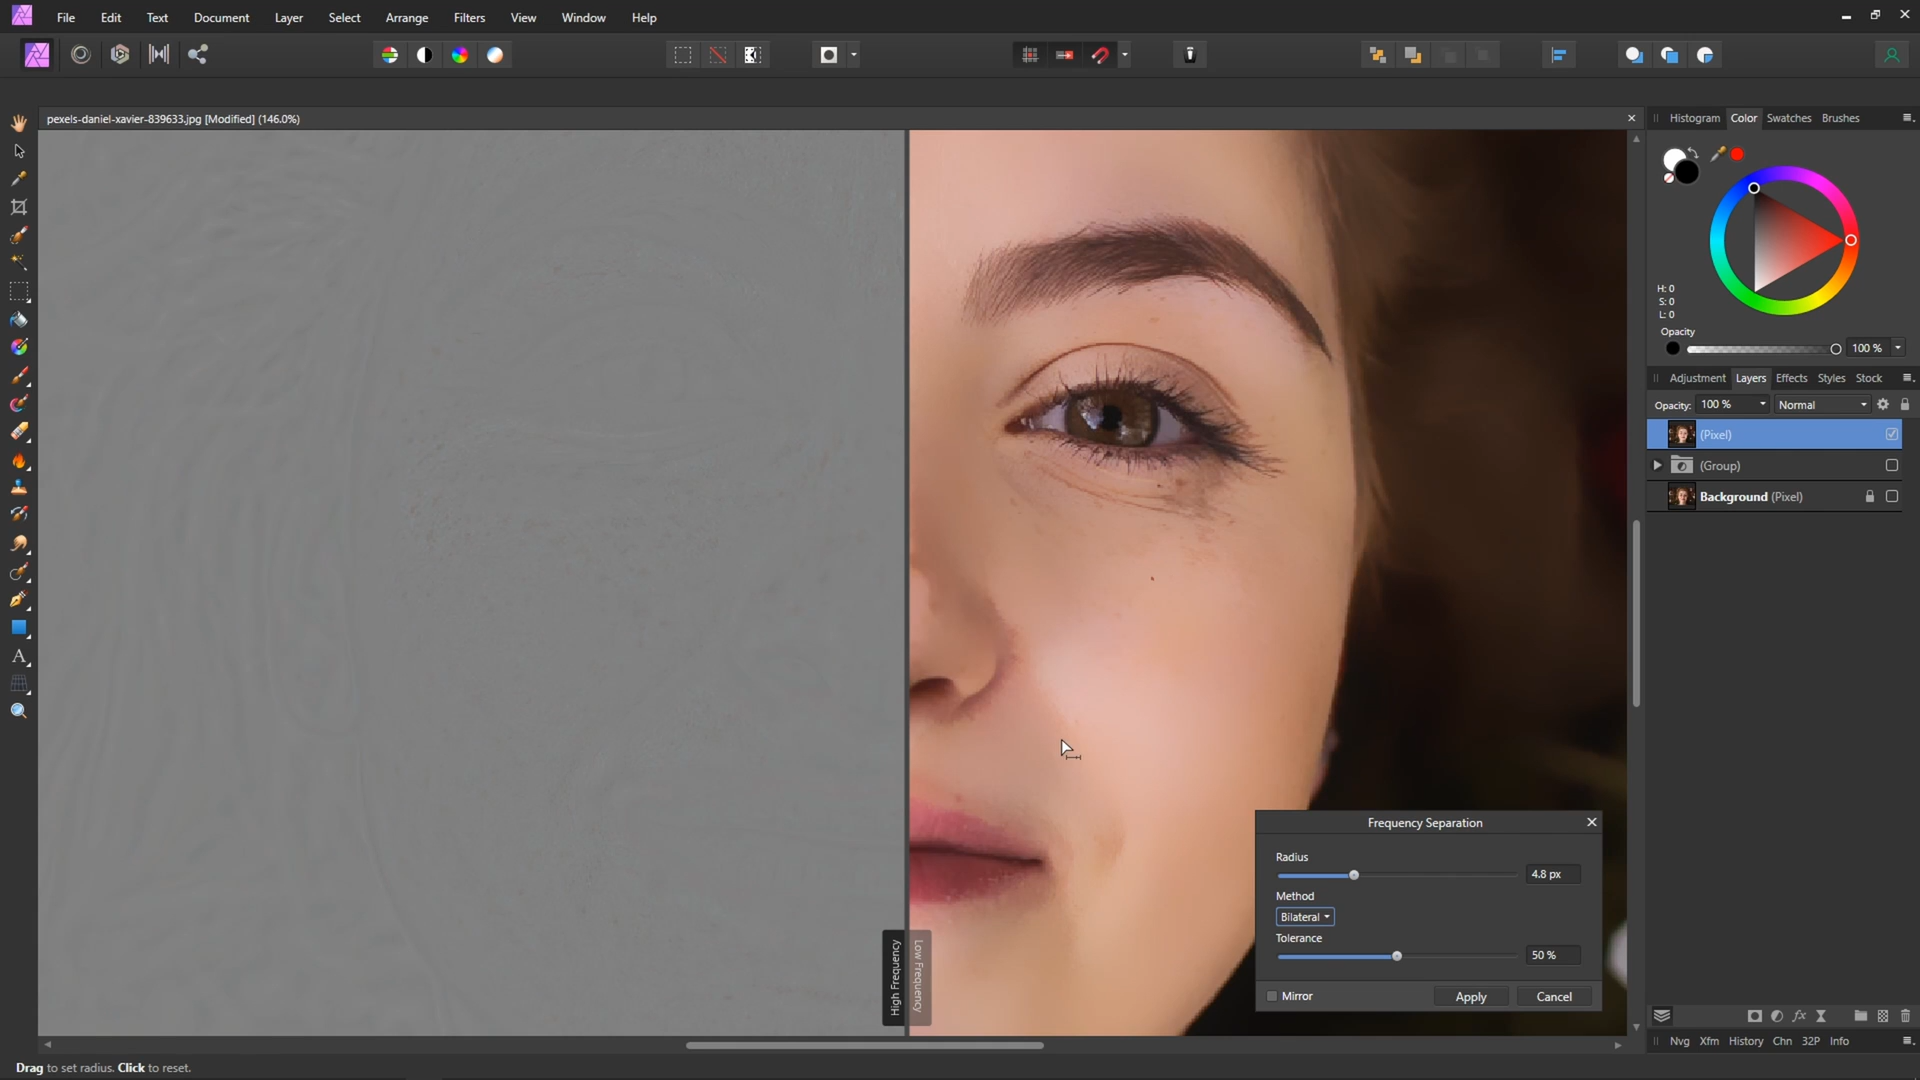 File Edit Text Document Layer Select Arrange Filters View Window Help
pexels-daniel-xavier-839633.jpg [Modified] (146.0%)
Histogram Color Swatches Brushes
H: 0
S: 0
L: 0
Opacity
100 %
Adjustment Layers Effects Styles Stock
Opacity: 100 % Normal
(Pixel)
(Group)
Background (Pixel)
High Frequency
Low Frequency
Frequency Separation
Radius
4.8 px
Method
Bilateral
Tolerance
50 %
Mirror Apply Cancel
fx
Nvg Xfm History Chn 32P Info
Drag to set radius. Click to reset.